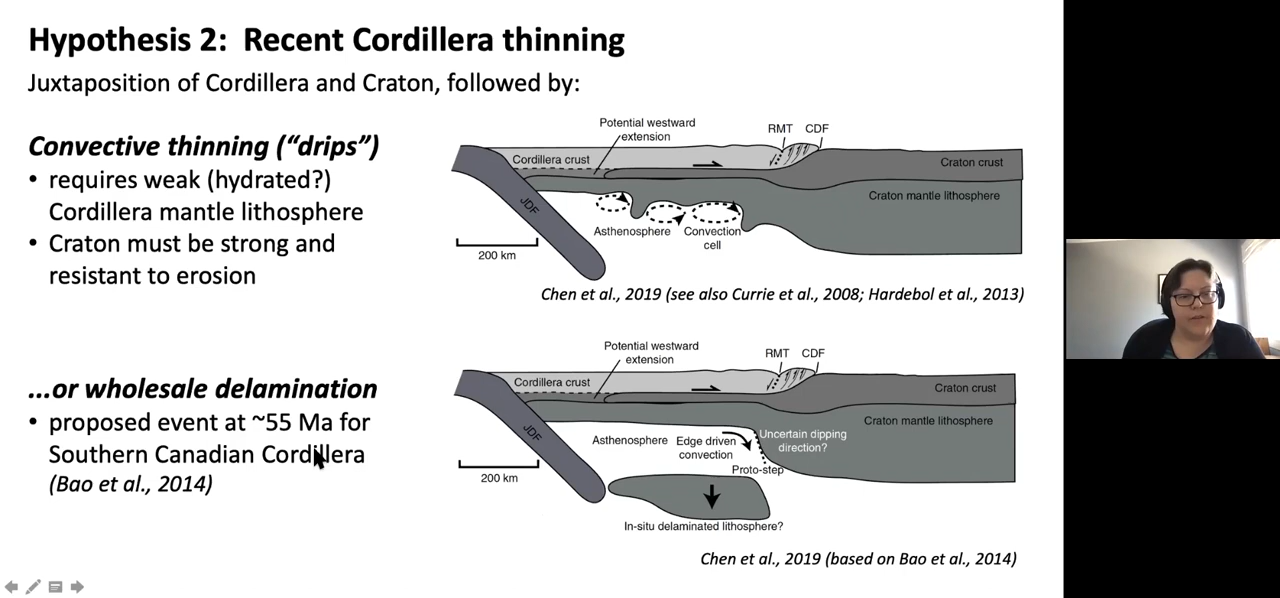 Hypothesis 2:  Recent Cordillera thinning
Juxtaposition of Cordillera and Craton, followed by:
Convective thinning (“drips”)
• requires weak (hydrated?)
Cordillera mantle lithosphere
• Craton must be strong and
resistant to erosion
Potential westward
extension
RMT CDF
Cordillera crust
Craton crust
Craton mantle lithosphere
JDF
Asthenosphere
Convection
cell
200 km
Chen et al., 2019 (see also Currie et al., 2008; Hardebol et al., 2013)
...or wholesale delamination
• proposed event at ~55 Ma for
Southern Canadian Cordillera
(Bao et al., 2014)
Potential westward
extension
RMT CDF
Cordillera crust
Craton crust
Craton mantle lithosphere
JDF
Asthenosphere
Edge driven
convection
Uncertain dipping
direction?
Proto-step
200 km
In-situ delaminated lithosphere?
Chen et al., 2019 (based on Bao et al., 2014)